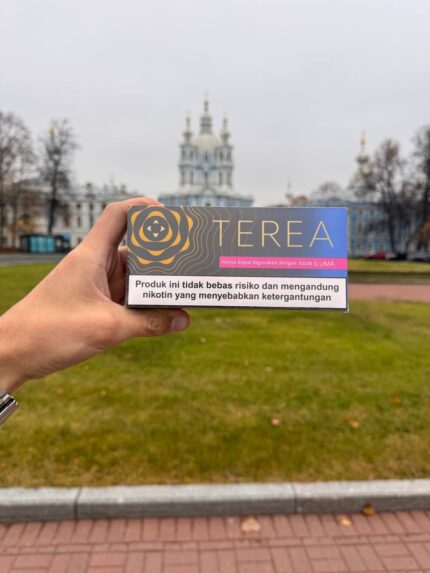 TEREA
Hanya dapat digunakan dengan IQOS ILUMA
Produk ini tidak bebas risiko dan mengandung
nikotin yang menyebabkan ketergantungan